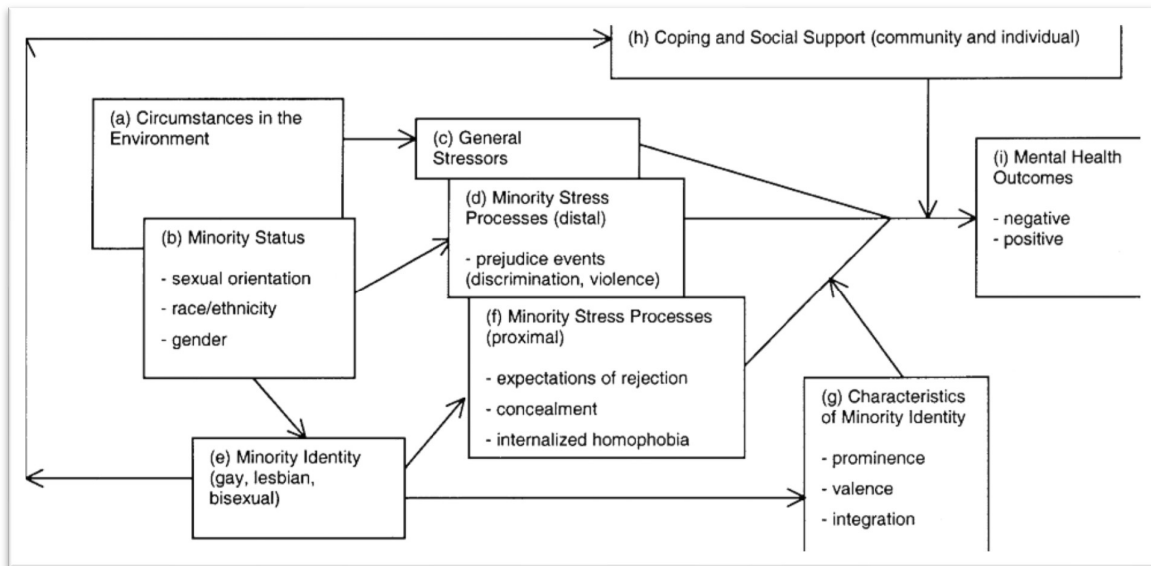 (h) Coping and Social Support (community and individual)
(a) Circumstances in the
Environment
(c) General
Stressors
(i) Mental Health
Outcomes
- negative
- positive
(d) Minority Stress
Processes (distal)
- prejudice events
(discrimination, violence)
(b) Minority Status
- sexual orientation
- race/ethnicity
- gender
(f) Minority Stress Processes
(proximal)
- expectations of rejection
- concealment
- internalized homophobia
(g) Characteristics
of Minority Identity
- prominence
- valence
- integration
(e) Minority Identity
(gay, lesbian,
bisexual)